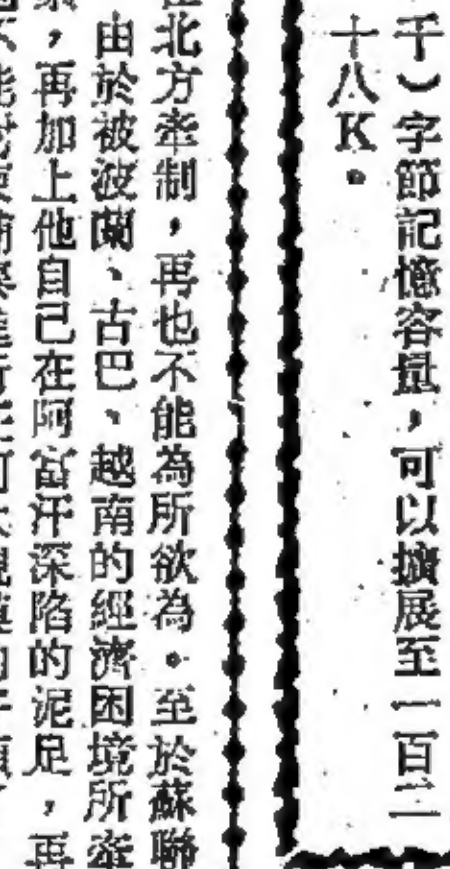 千）字節記憶容量，可以擴展至一百二
十八K。
北方牽制，再也不能為所欲為。至於蘇聯
由於被波蘭、古巴、越南的經濟困境所牽
，再加上他自己在阿富汗深陷的泥足，再